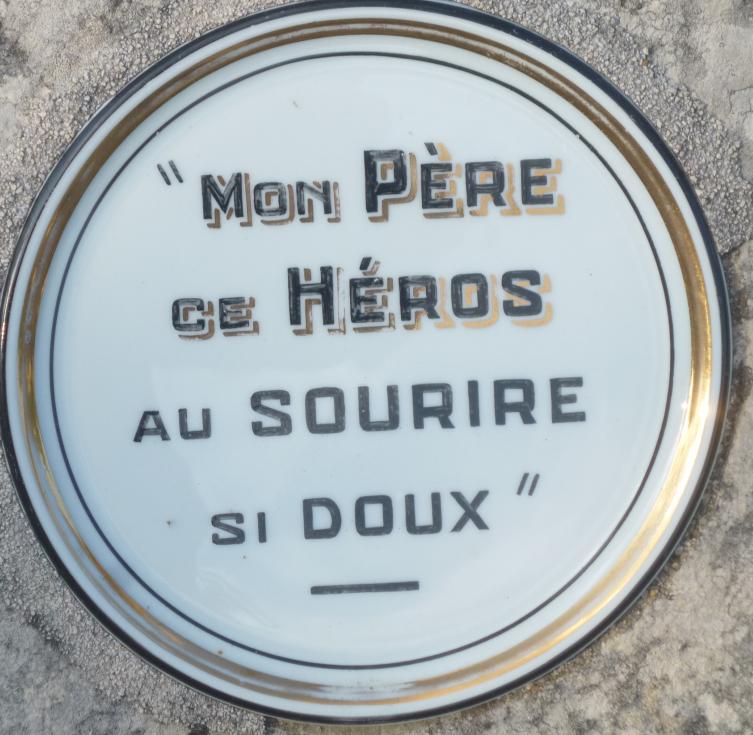 " Mon Père
ce Héros
au SOURIRE
si DOUX "